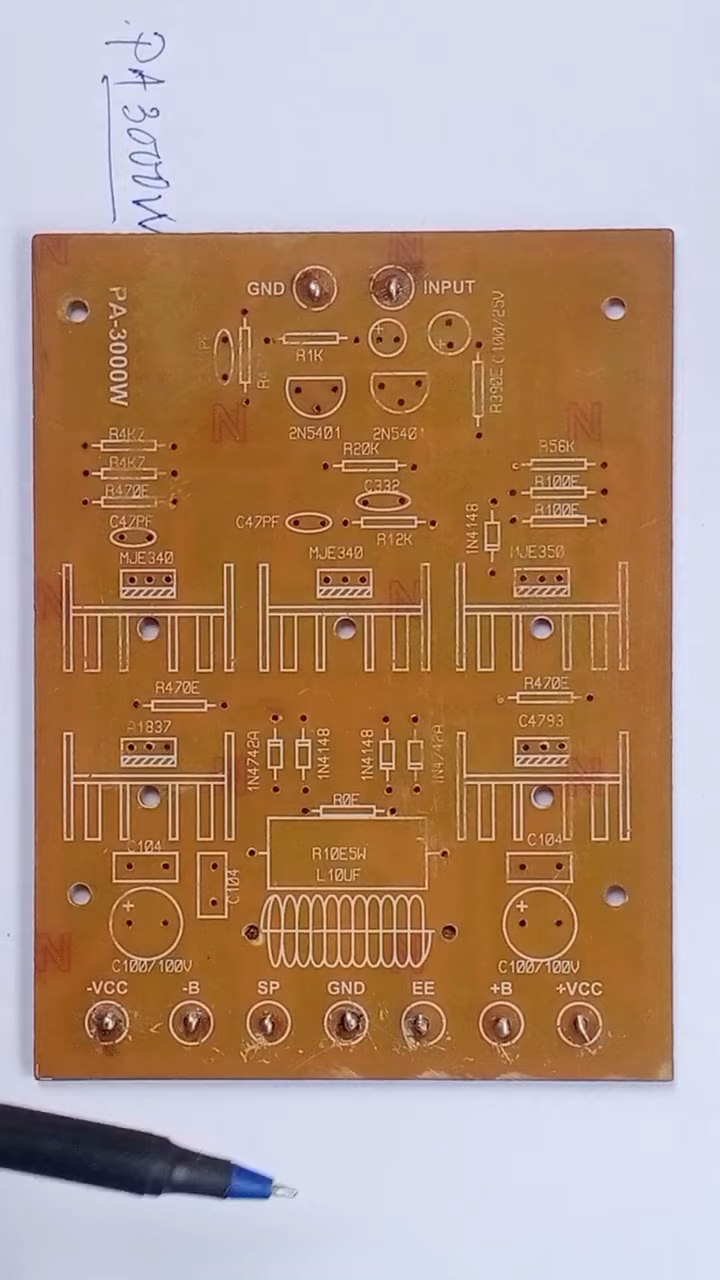 PA 3000W
GND
INPUT
PA-3000W
C100/25V
R1K
R390E
2N5401
2N5401
R4K7
R20K
R56K
R4K7
R100E
R470E
C332
R100E
C47PF
C47PF
R12K
1N4148
MJE340
MJE340
MJE350
R470E
R470E
A1837
C4793
1N4742A
1N4148
1N4148
1N4742A
R0E
C104
R10E5W
C104
L10UF
C104
C100/100V
C100/100V
-VCC
-B
SP
GND
EE
+B
+VCC